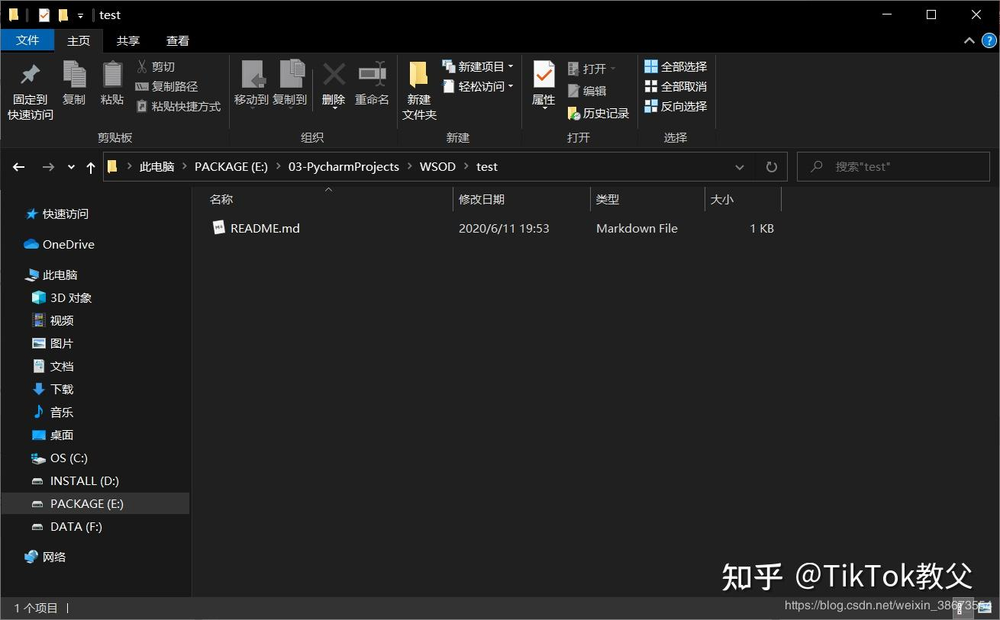 test
文件 主页 共享 查看
固定到快速访问
复制
粘贴
剪切
复制路径
粘贴快捷方式
剪贴板
移动到
复制到
删除
重命名
组织
新建文件夹
新建项目
轻松访问
新建
属性
打开
编辑
历史记录
打开
全部选择
全部取消
反向选择
选择
此电脑 PACKAGE (E:) 03-PycharmProjects WSOD test
搜索"test"
快速访问
OneDrive
此电脑
3D 对象
视频
图片
文档
下载
音乐
桌面
OS (C:)
INSTALL (D:)
PACKAGE (E:)
DATA (F:)
网络
名称 修改日期 类型 大小
README.md 2020/6/11 19:53 Markdown File 1 KB
知乎 @TikTok教父
https://blog.csdn.net/weixin_38673554
1 个项目